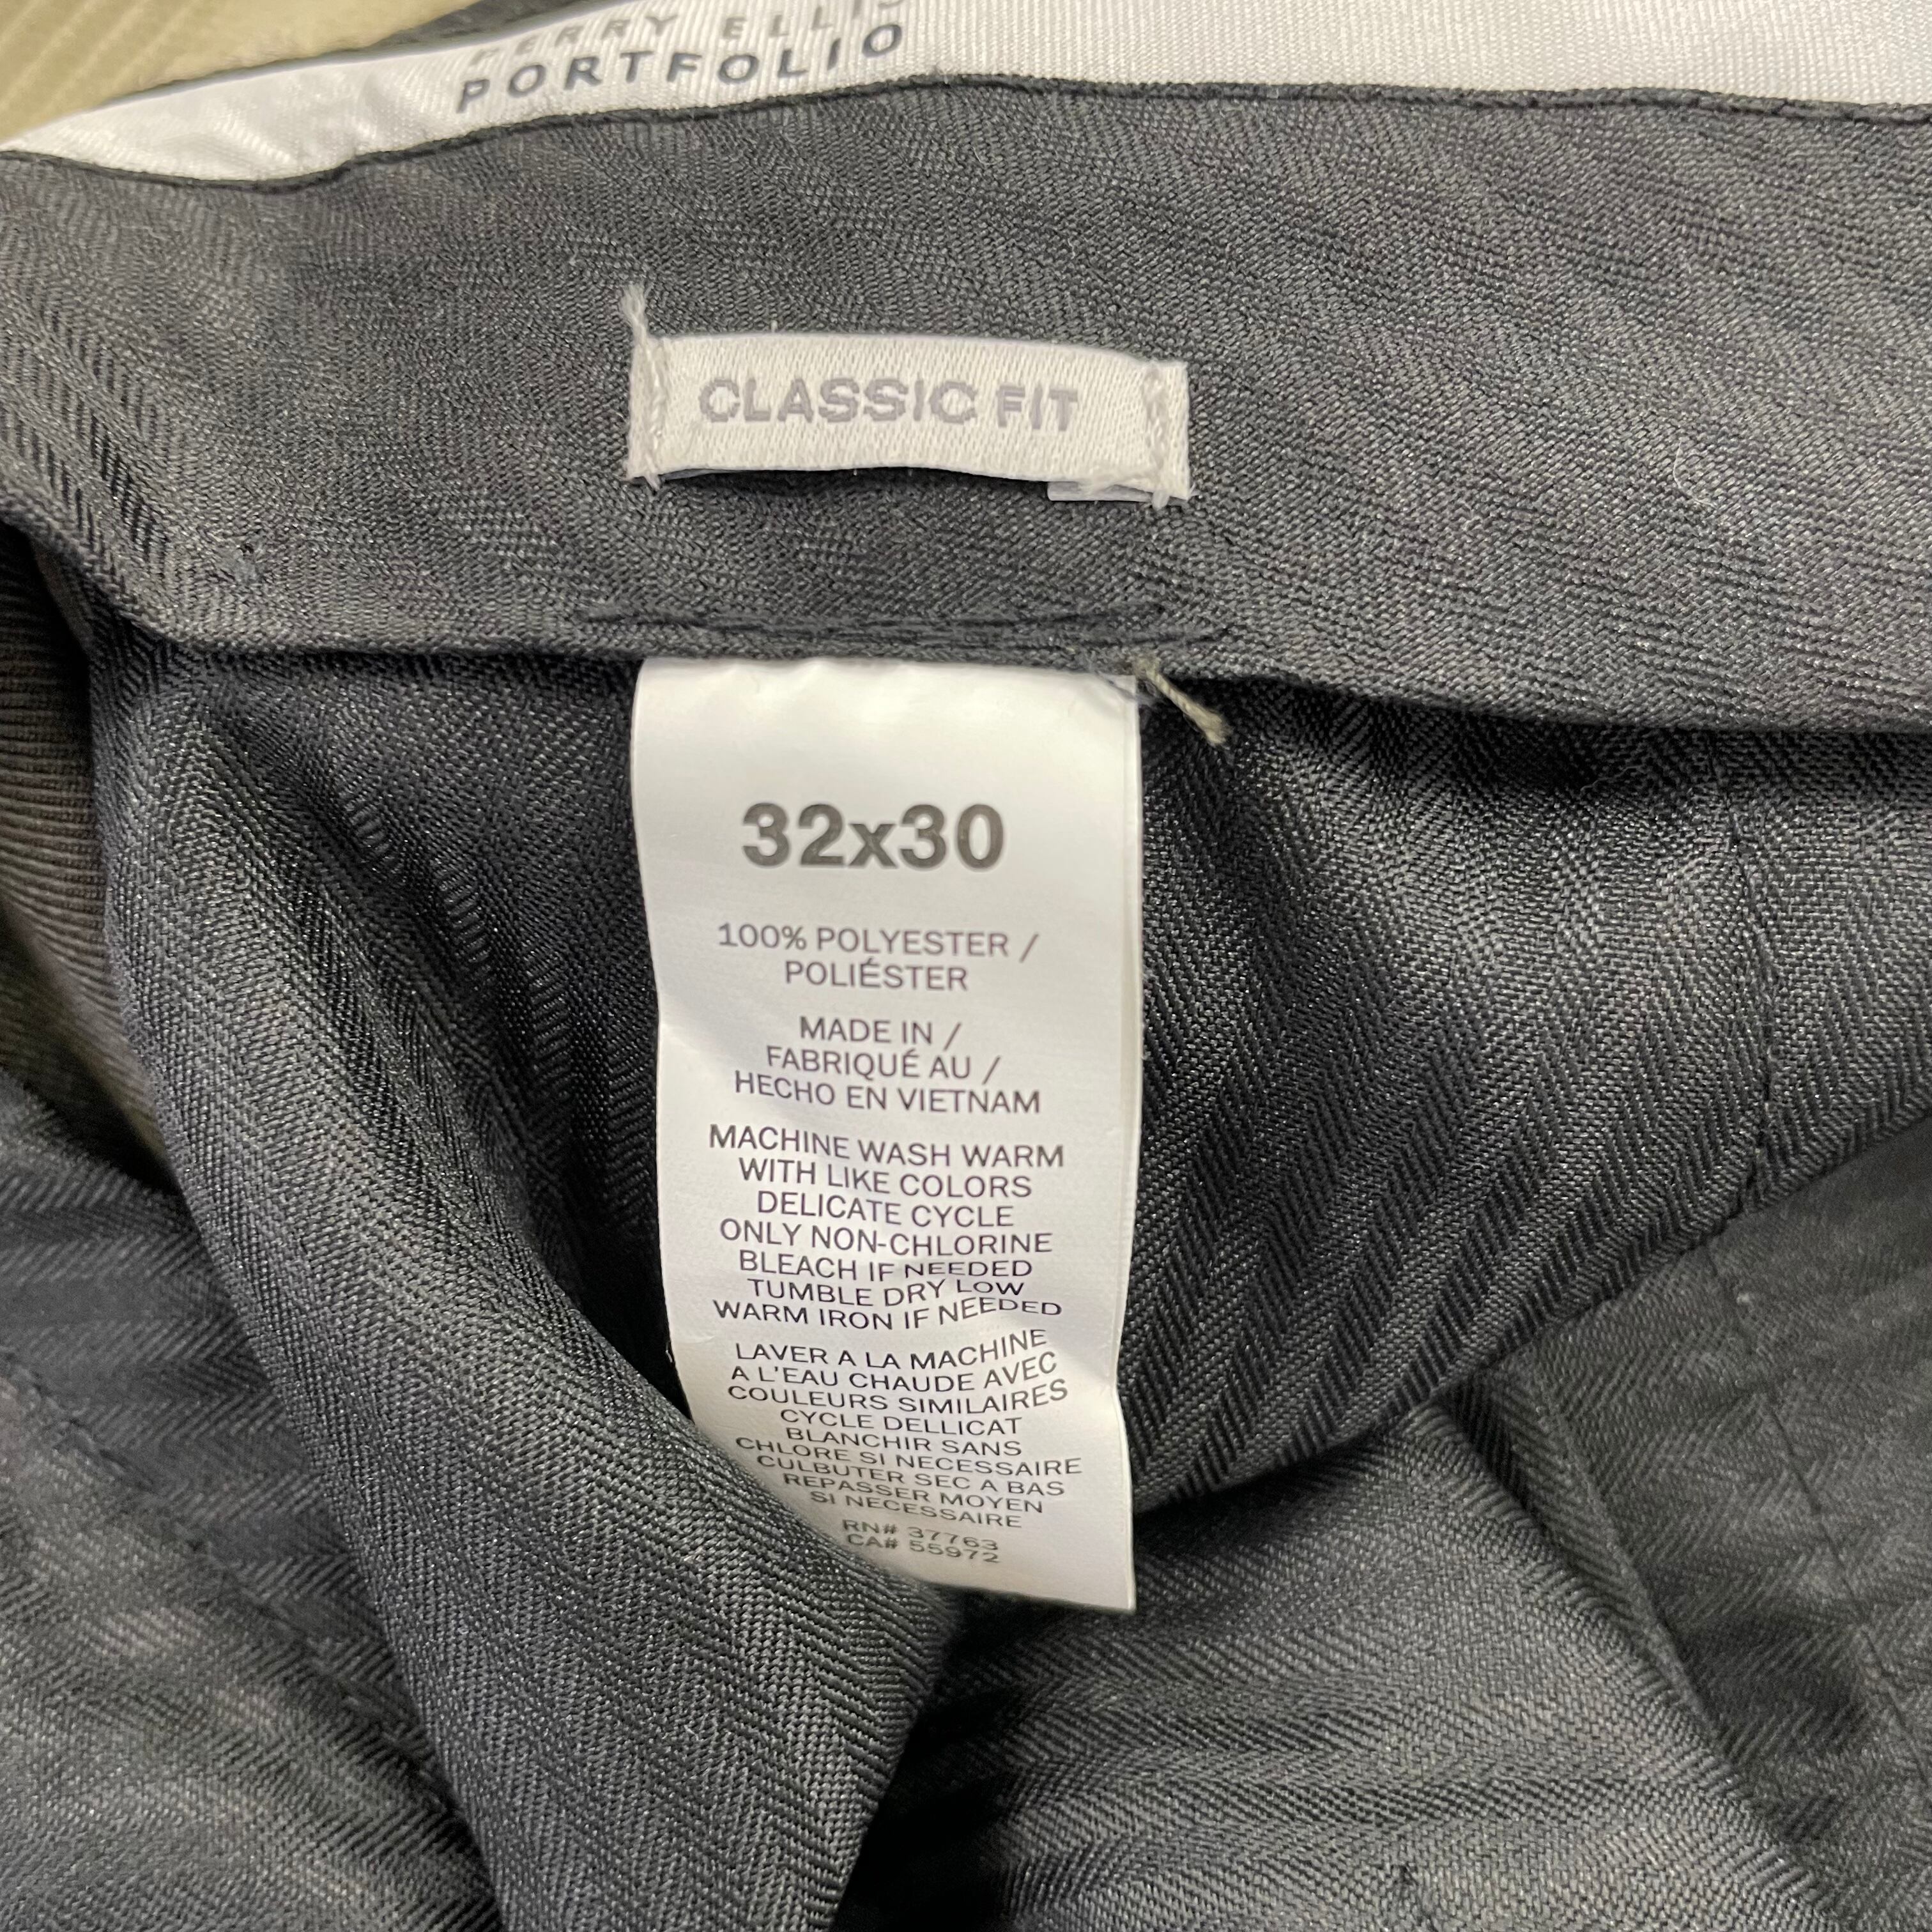 PERRY ELLIS
PORTFOLIO
CLASSIC FIT
32x30
100% POLYESTER /
POLIÉSTER
MADE IN /
FABRIQUÉ AU /
HECHO EN VIETNAM
MACHINE WASH WARM
WITH LIKE COLORS
DELICATE CYCLE
ONLY NON-CHLORINE
BLEACH IF NEEDED
TUMBLE DRY LOW
WARM IRON IF NEEDED
LAVER A LA MACHINE
A L'EAU CHAUDE AVEC
COULEURS SIMILAIRES
CYCLE DELLICAT
BLANCHIR SANS
CHLORE SI NECESSAIRE
CULBUTER SEC A BAS
REPASSER MOYEN
SI NECESSAIRE
RN# 37763
CA# 55972